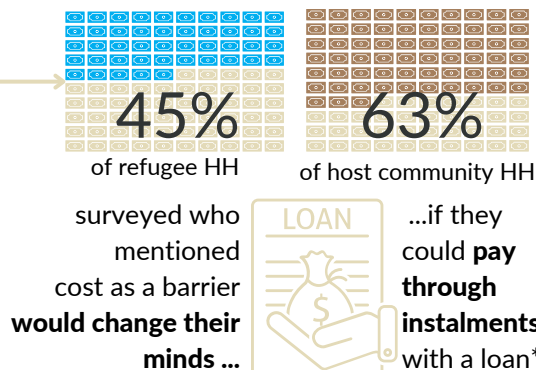 45%
of refugee HH
63%
of host community HH
surveyed who
mentioned
cost as a barrier
would change their
minds ...
LOAN
$
...if they
could pay
through
instalments
with a loan*